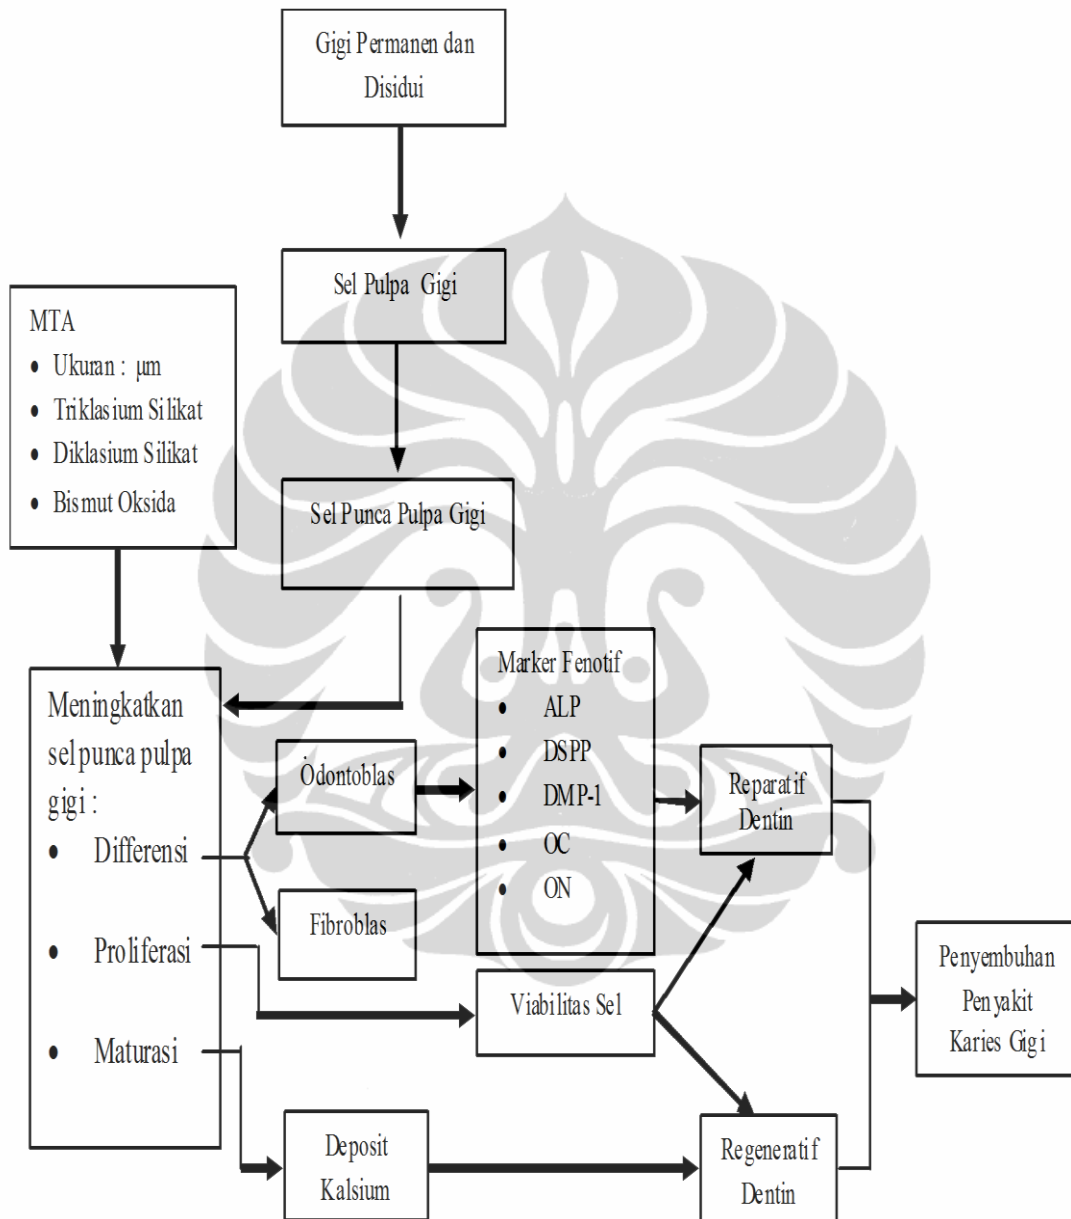 Gigi Permanen dan
Disidui
Sel Pulpa Gigi
MTA
• Ukuran : μm
• Triklasium Silikat
• Diklasium Silikat
• Bismut Oksida
Sel Punca Pulpa Gigi
Meningkatkan
sel punca pulpa
gigi :
• Differensi
• Proliferasi
• Maturasi
Odontoblas
Fibroblas
Marker Fenotif
• ALP
• DSPP
• DMP-1
• OC
• ON
Viabilitas Sel
Deposit
Kalsium
Reparatif
Dentin
Regeneratif
Dentin
Penyembuhan
Penyakit
Karies Gigi